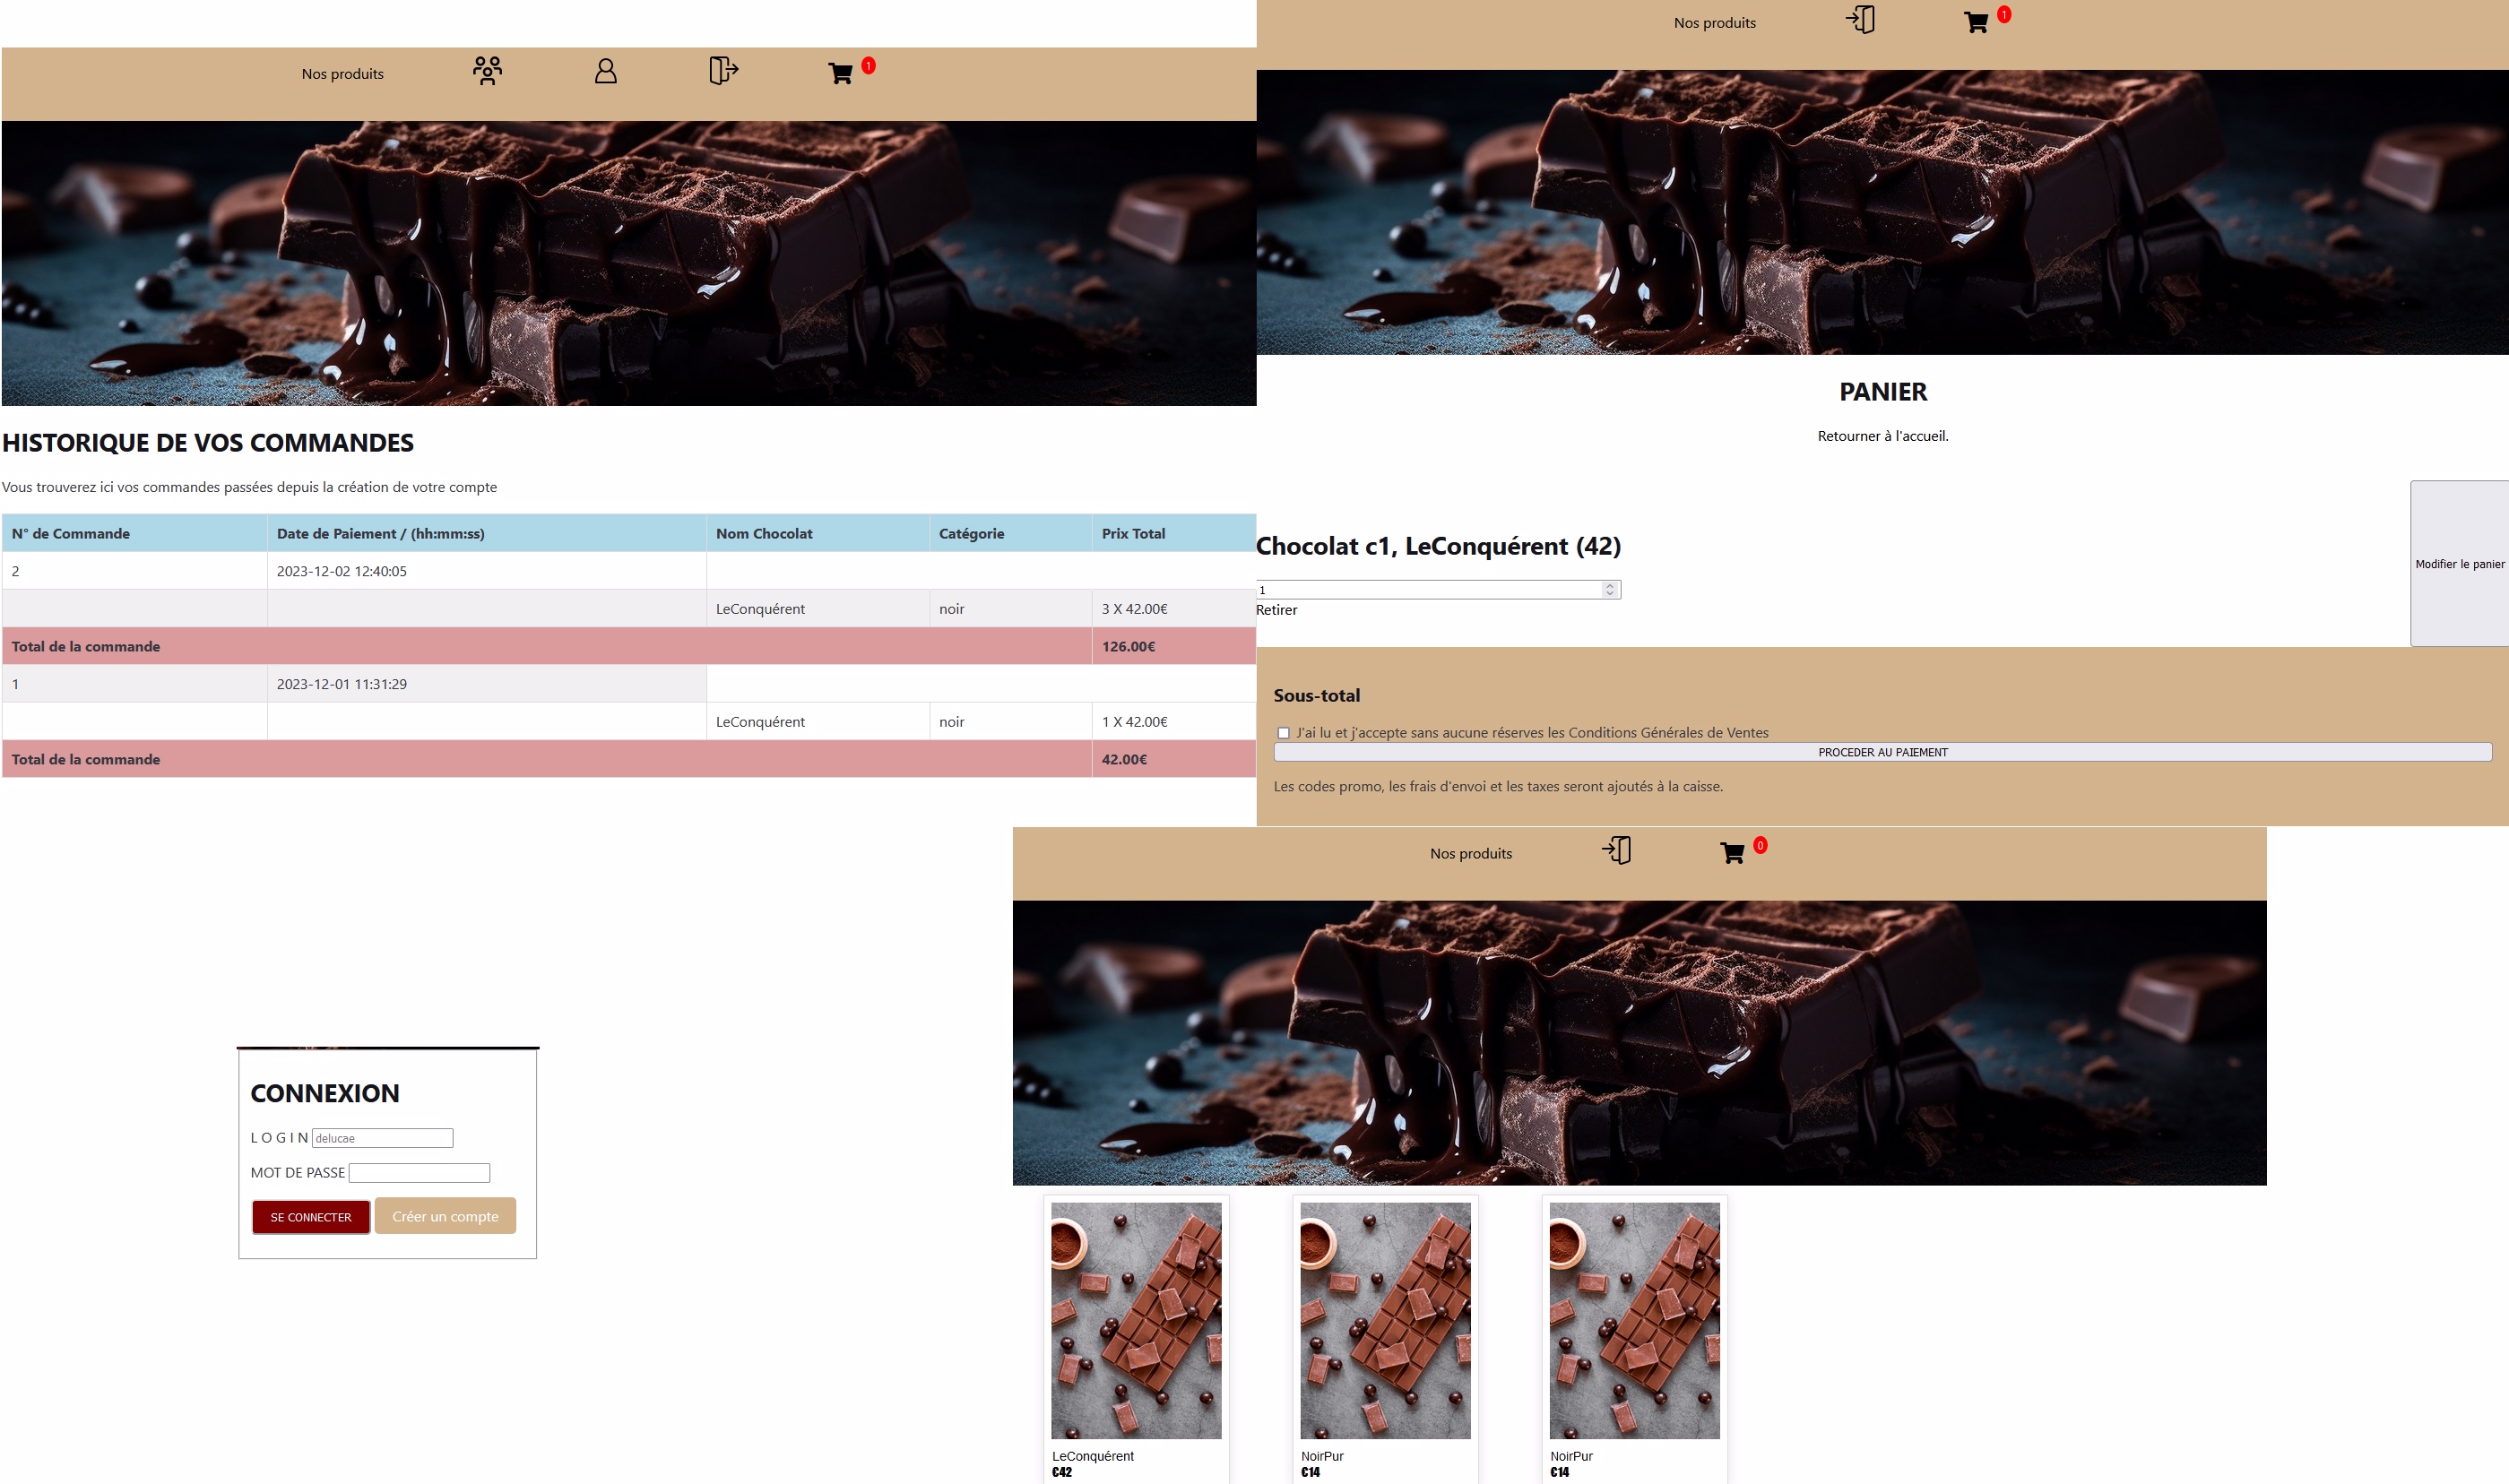 Nos produits 1
HISTORIQUE DE VOS COMMANDES
Vous trouverez ici vos commandes passées depuis la création de votre compte
N° de Commande Date de Paiement / (hh:mm:ss) Nom Chocolat Catégorie Prix Total
2 2023-12-02 12:40:05
LeConquérent noir 3 X 42.00€
Total de la commande 126.00€
1 2023-12-01 11:31:29
LeConquérent noir 1 X 42.00€
Total de la commande 42.00€
Nos produits 1
PANIER
Retourner à l'accueil.
Chocolat c1, LeConquérent (42)
1
Retirer
Modifier le panier
Sous-total
J'ai lu et j'accepte sans aucune réserves les Conditions Générales de Ventes
PROCEDER AU PAIEMENT
Les codes promo, les frais d'envoi et les taxes seront ajoutés à la caisse.
CONNEXION
L O G I N delucae
MOT DE PASSE
SE CONNECTER Créer un compte
Nos produits 0
LeConquérent NoirPur NoirPur
€42 €14 €14